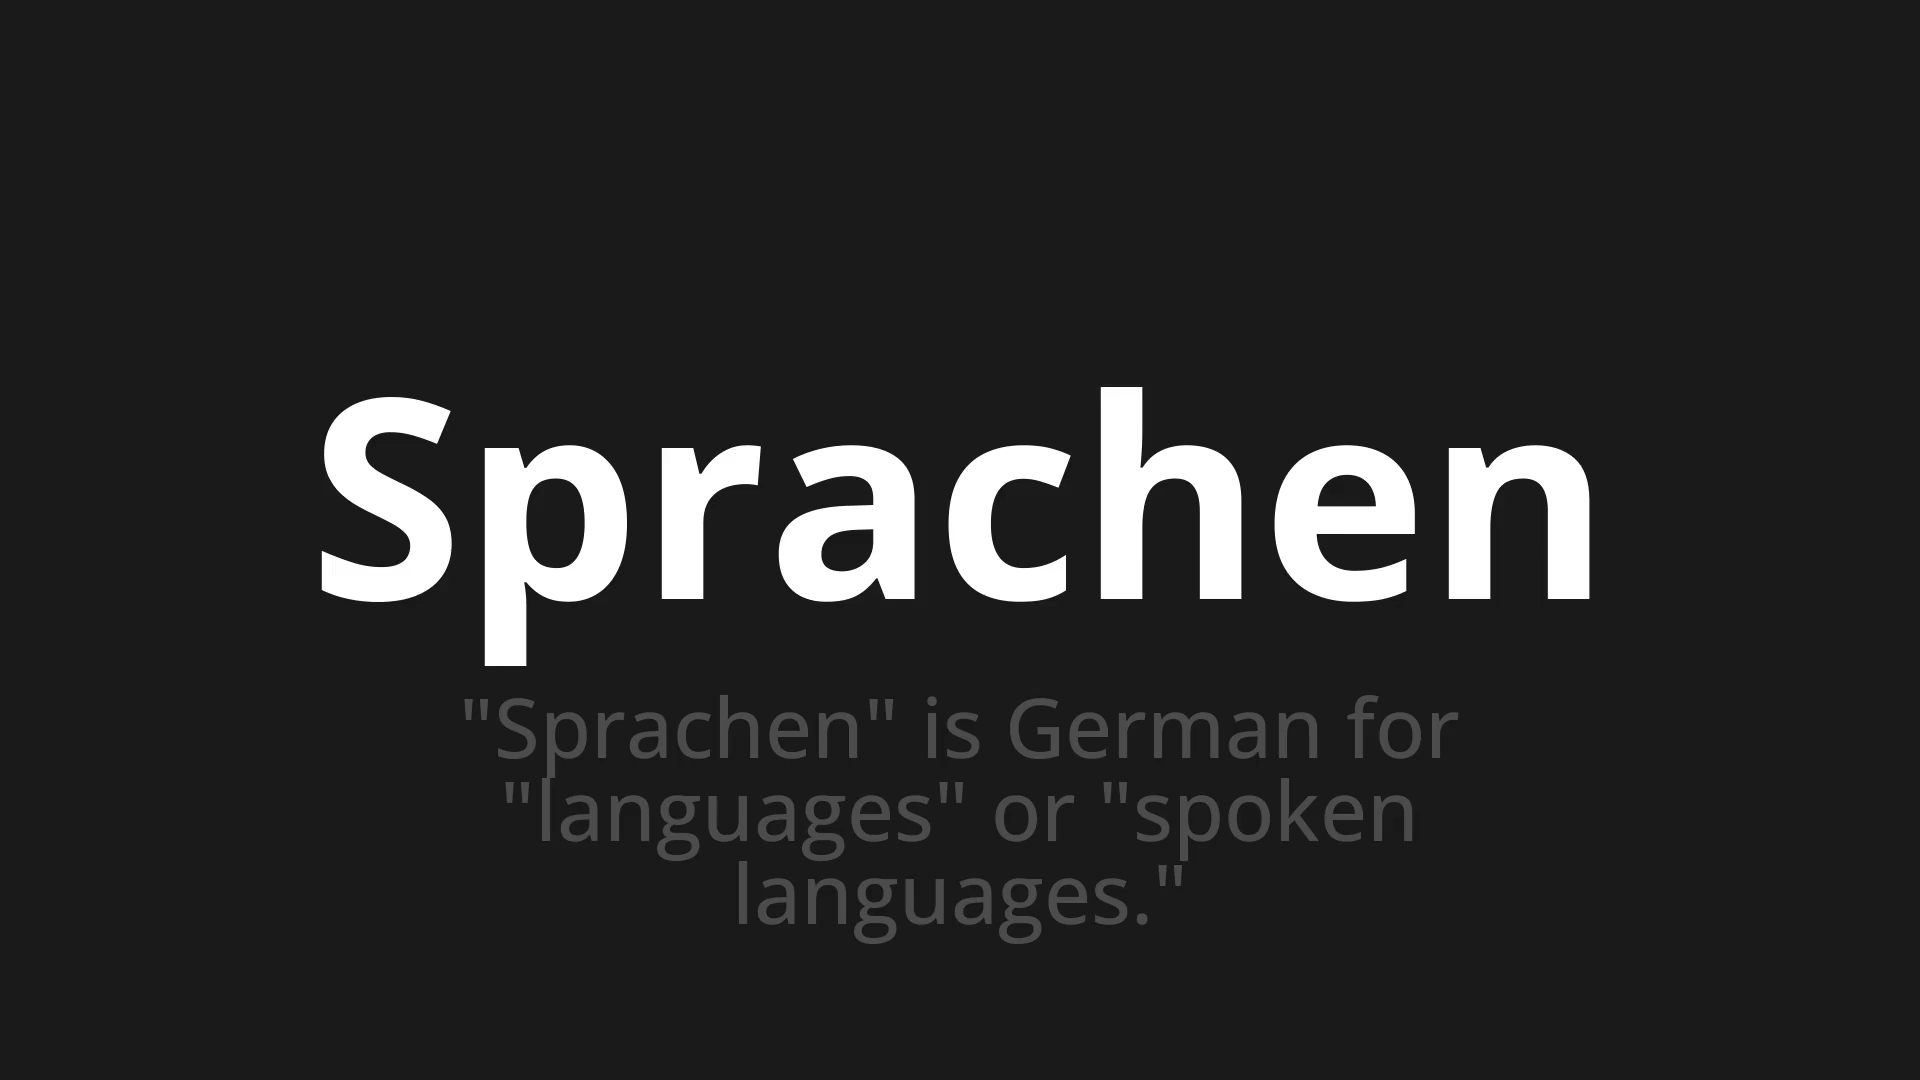 Sprachen
"Sprachen" is German for
"languages" or "spoken
languages."